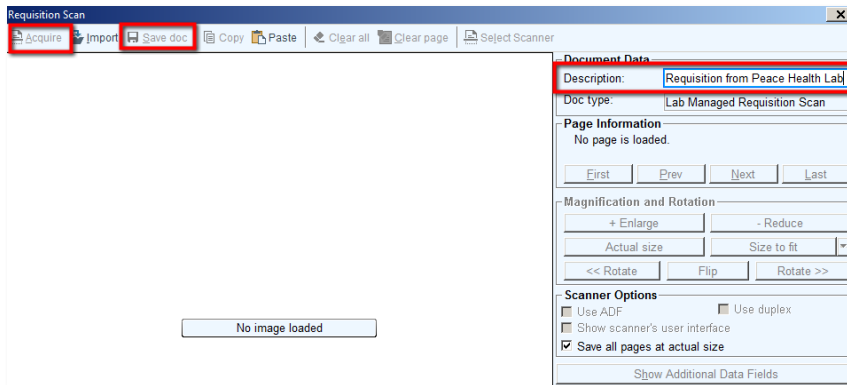 Requisition Scan
Acquire Import Save doc Copy Paste Clear all Clear page Select Scanner
Document Data
Description: Requisition from Peace Health Lab
Doc type: Lab Managed Requisition Scan
Page Information
No page is loaded.
First Prev Next Last
Magnification and Rotation
+ Enlarge - Reduce
Actual size Size to fit
<< Rotate Flip Rotate >>
Scanner Options
Use ADF Use duplex
Show scanner's user interface
No image loaded
Save all pages at actual size
Show Additional Data Fields